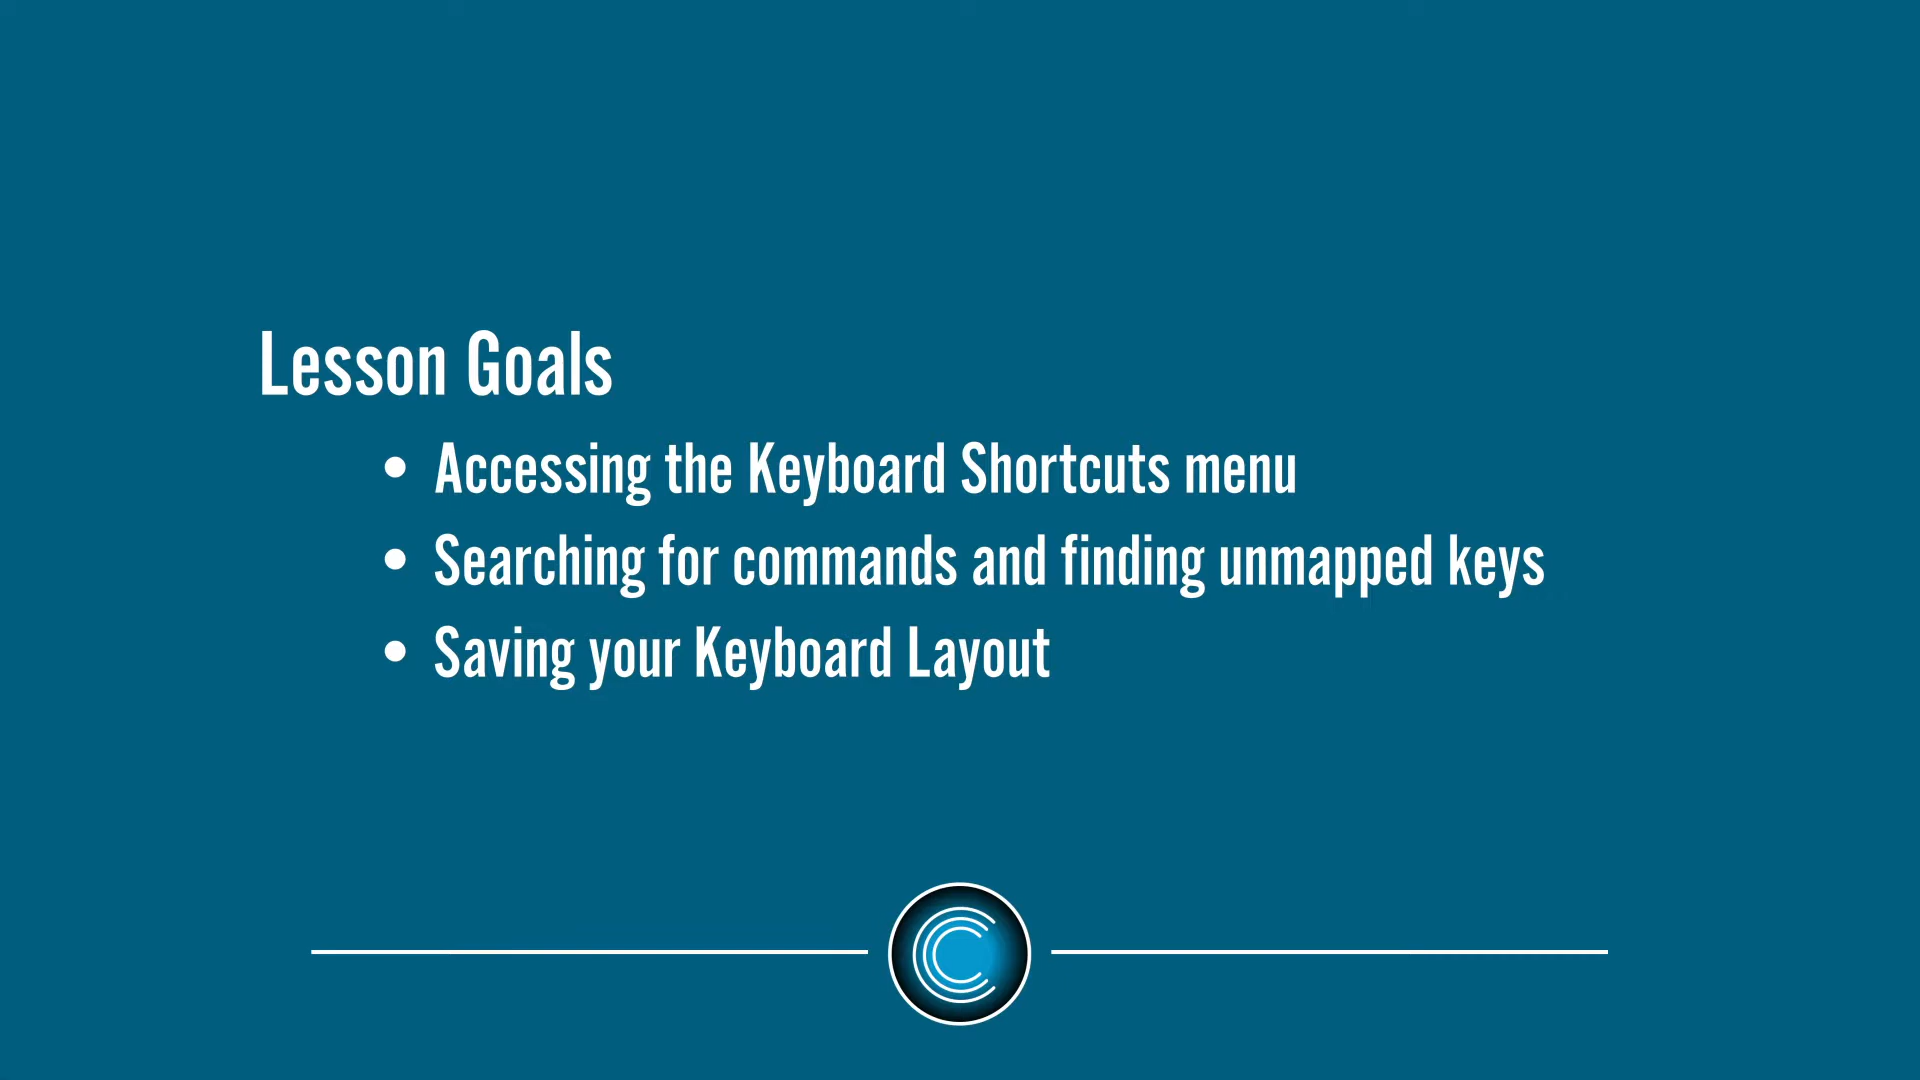 Lesson Goals
• Accessing the Keyboard Shortcuts menu
• Searching for commands and finding unmapped keys
• Saving your Keyboard Layout